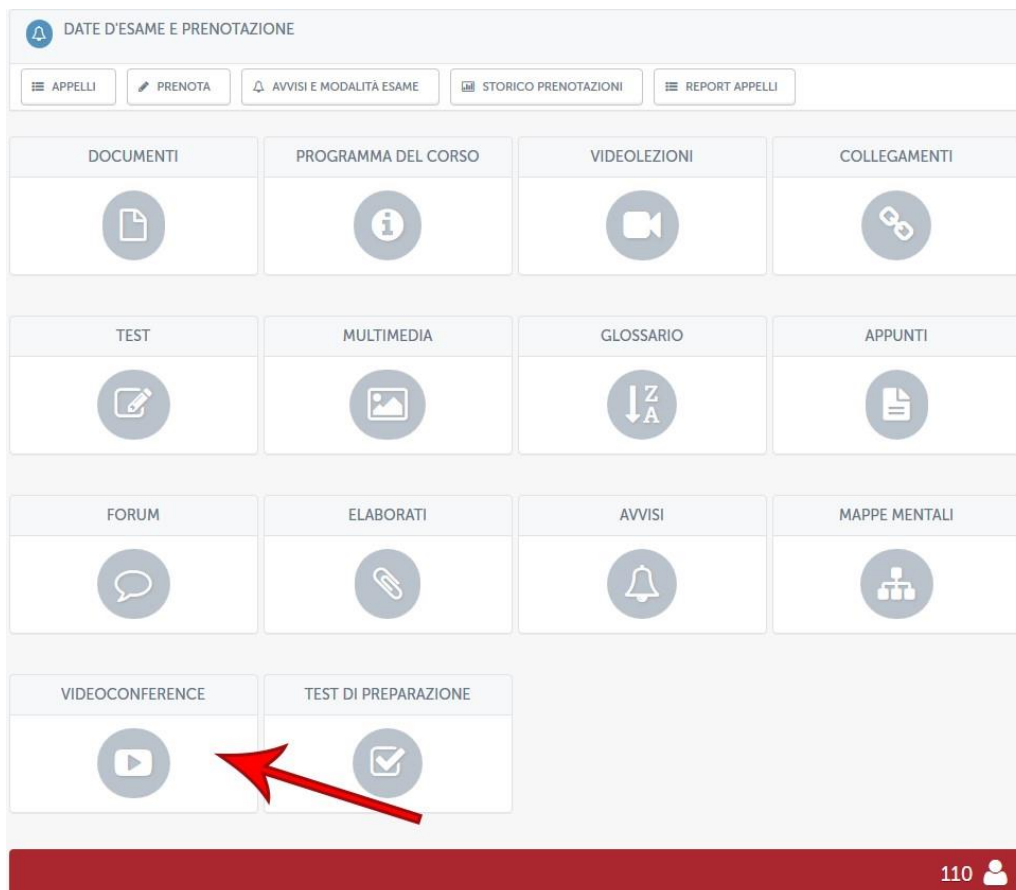 DATE D'ESAME E PRENOTAZIONE
APPELLI PRENOTA AVVISI E MODALITÀ ESAME STORICO PRENOTAZIONI REPORT APPELLI
DOCUMENTI PROGRAMMA DEL CORSO VIDEOLEZIONI COLLEGAMENTI
TEST MULTIMEDIA GLOSSARIO APPUNTI
Z
A
FORUM ELABORATI AVVISI MAPPE MENTALI
VIDEOCONFERENCE TEST DI PREPARAZIONE
110